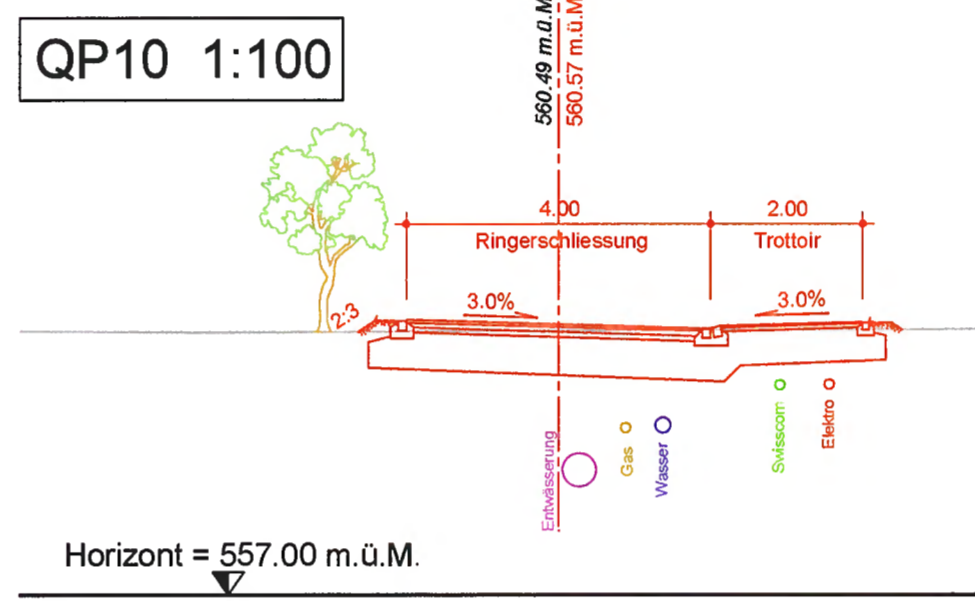 QP10 1:100
560.49 m.ü.M
560.57 m.ü.M
4.00
2.00
Ringerschliessung
Trottoir
2:3
3.0%
3.0%
Entwässerung
Gas
Wasser
Swisscom
Elektro
Horizont = 557.00 m.ü.M.